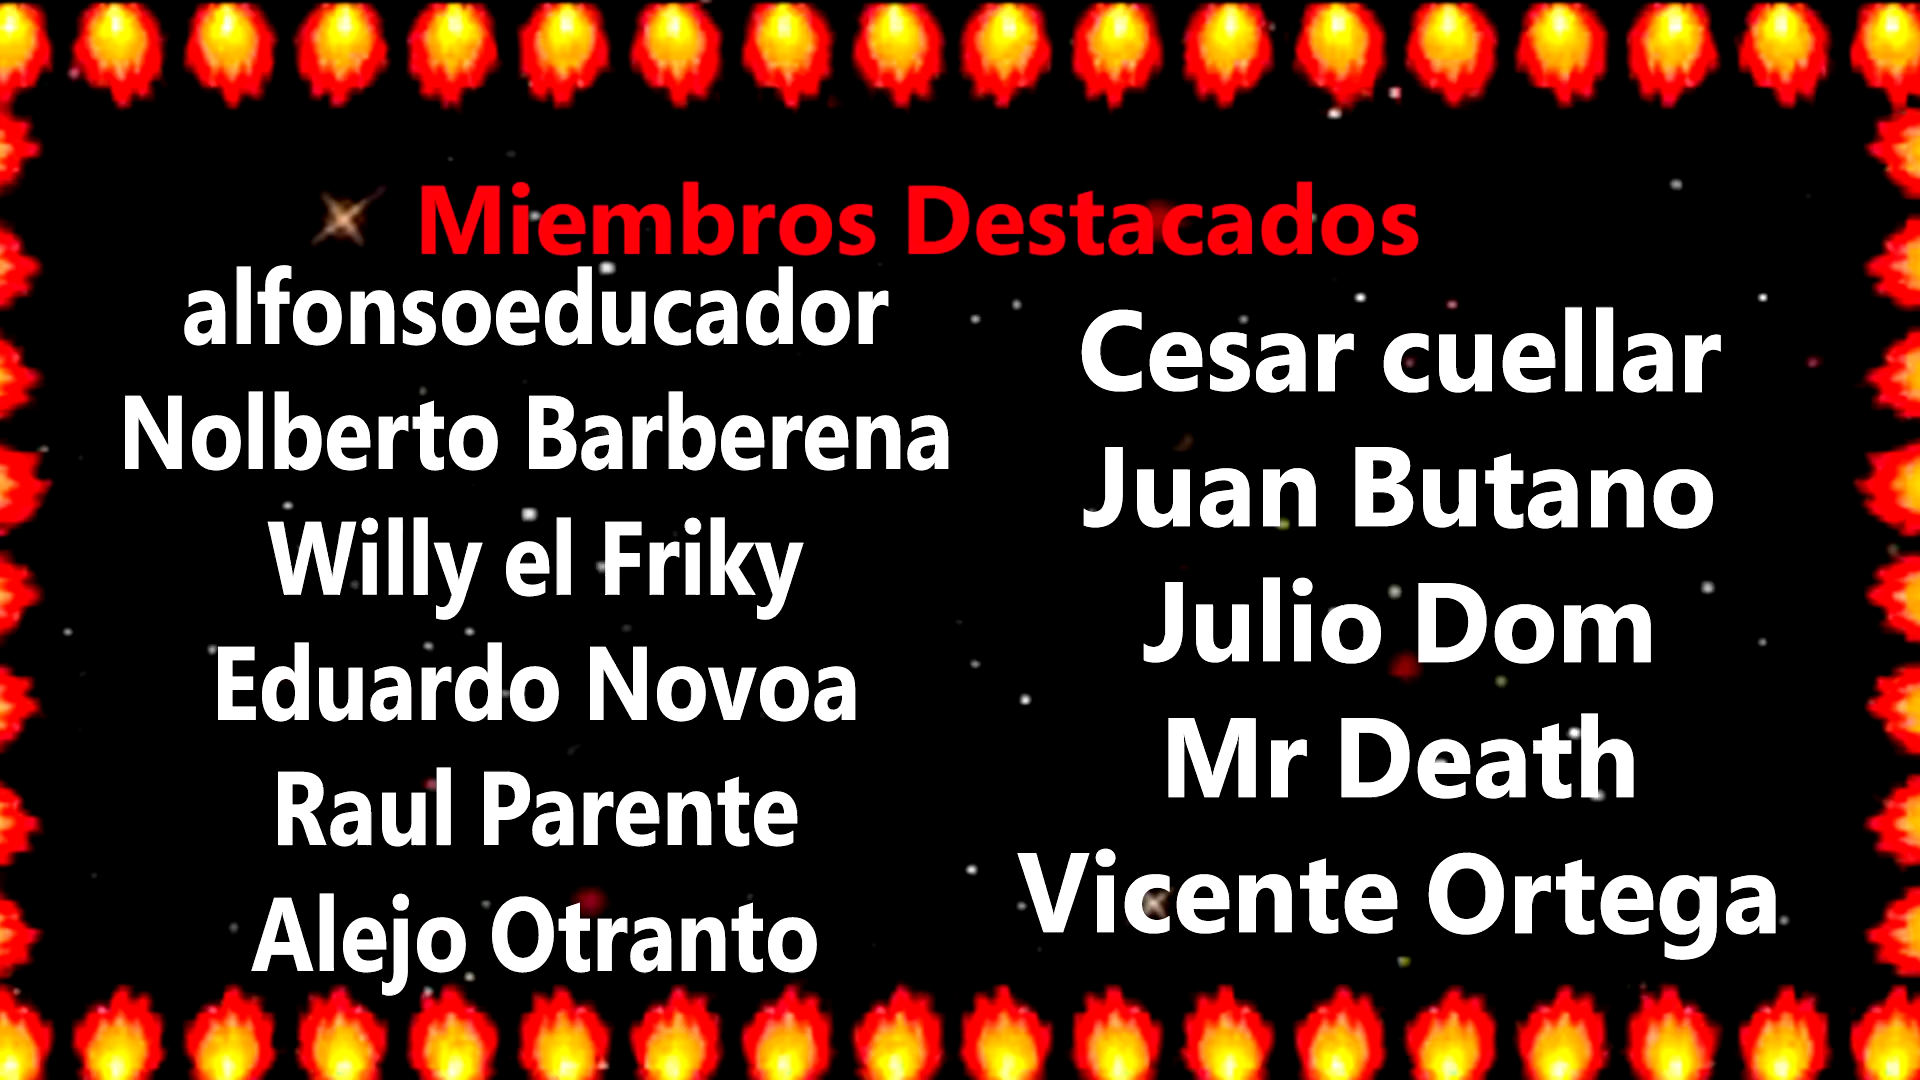 Miembros Destacados
alfonsoeducador
Nolberto Barberena
Willy el Friky
Eduardo Novoa
Raul Parente
Alejo Otranto
Cesar cuellar
Juan Butano
Julio Dom
Mr Death
Vicente Ortega